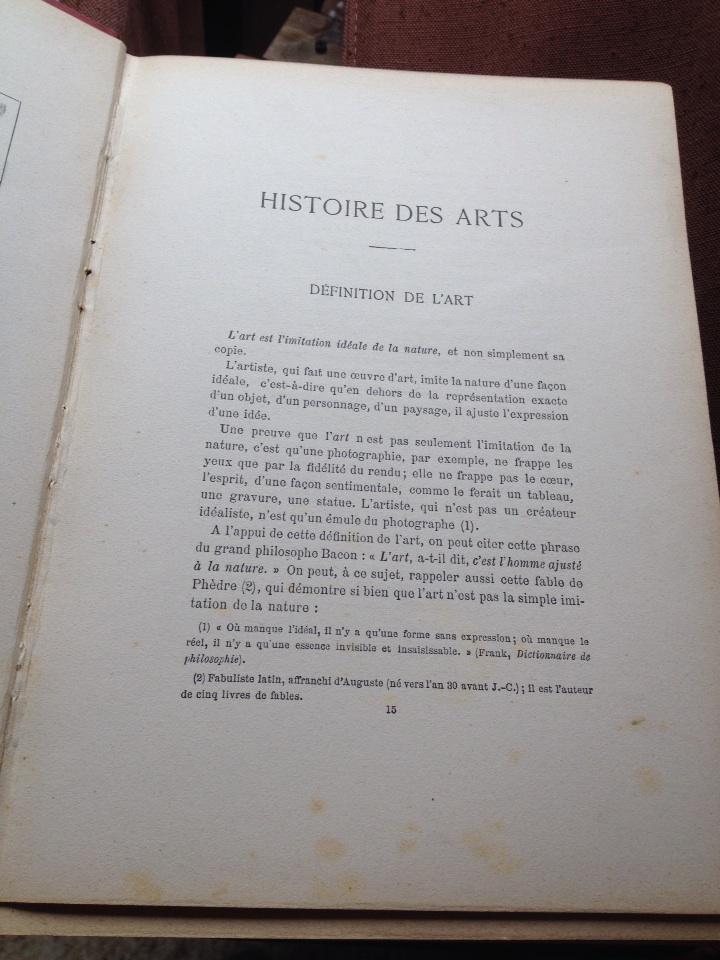 HISTOIRE DES ARTS
DÉFINITION DE L'ART
L'art est l'imitation idéale de la nature, et non simplement sa
copie.
L'artiste, qui fait une œuvre d'art, imite la nature d'une façon
idéale, c'est-à-dire qu'en dehors de la représentation exacte
d'un objet, d'un personnage, d'un paysage, il ajuste l'expression
d'une idée.
Une preuve que l'art n'est pas seulement l'imitation de la
nature, c'est qu'une photographie, par exemple, ne frappe les
yeux que par la fidélité du rendu; elle ne frappe pas le cœur,
l'esprit, d'une façon sentimentale, comme le ferait un tableau,
une gravure, une statue. L'artiste, qui n'est pas un créateur
idéaliste, n'est qu'un émule du photographe (1).
A l'appui de cette définition de l'art, on peut citer cette phrase
du grand philosophe Bacon : « L'art, a-t-il dit, c'est l'homme ajusté
à la nature. » On peut, à ce sujet, rappeler aussi cette fable de
Phèdre (2), qui démontre si bien que l'art n'est pas la simple imi-
tation de la nature :
(1) « Où manque l'idéal, il n'y a qu'une forme sans expression; où manque le
réel, il n'y a qu'une essence invisible et insaisissable. » (Frank, Dictionnaire de
philosophie).
(2) Fabuliste latin, affranchi d'Auguste (né vers l'an 30 avant J.-C.); il est l'auteur
de cinq livres de fables.
15